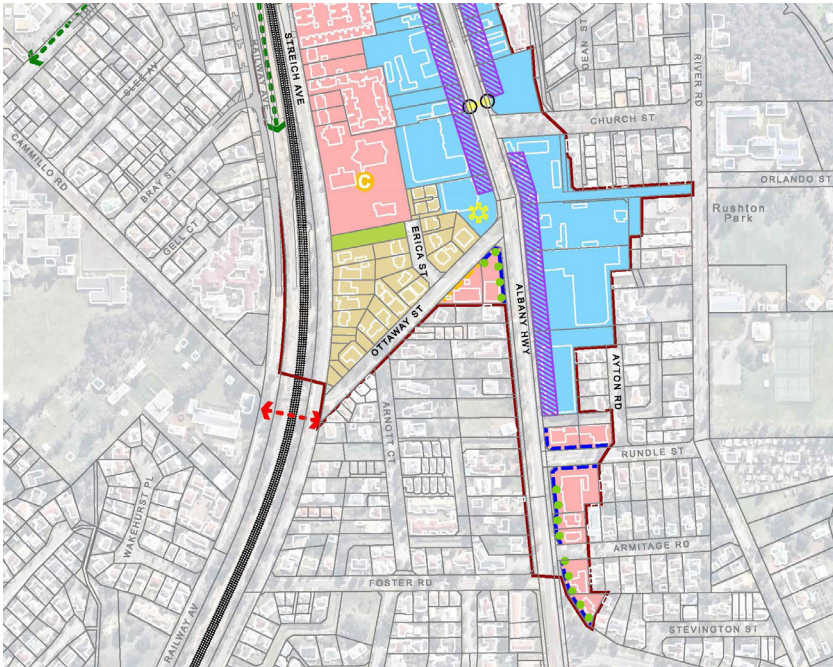 STREICH AVE
RAILWAY AVE
SLEE AV
CAMMILLO RD
BRAY ST
GELL CT
DEAN ST
RIVER RD
CHURCH ST
ORLANDO ST
Rushton
Park
C
ERICA ST
OTTAWAY ST
ALBANY HWY
AYTON RD
ARNOTT CT
RUNDLE ST
WAKEHURST PL
ARMITAGE RD
FOSTER RD
RAILWAY AV
STEVINGTON ST